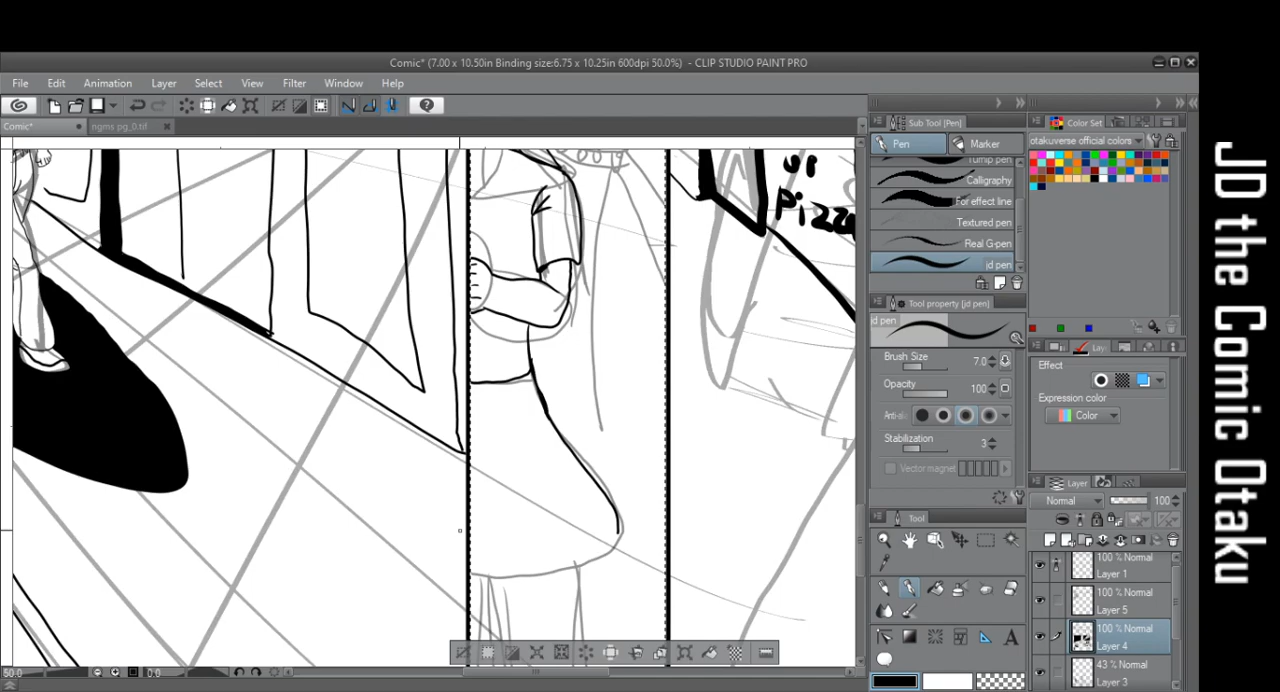 Comic* (7.00 x 10.50in Binding size:6.75 x 10.25in 600dpi 50.0%) - CLIP STUDIO PAINT PRO
File Edit Animation Layer Select View Filter Window Help
Comic* ngms pg_0.tif
Sub Tool [Pen]
Pen Marker
Calligraphy
For effect line
Textured pen
Real G-pen
jd pen
Tool property [jd pen]
jd pen
Brush Size 7.0
Opacity 100
Stabilization 3
Vector magnet
Tool
Color Set
otakuverse official colors
Effect
Expression color
Color
Layer
Normal 100
100 % Normal
Layer 1
100 % Normal
Layer 5
100 % Normal
Layer 4
43 % Normal
Layer 3
50.0 0.0
JD the Comic Otaku